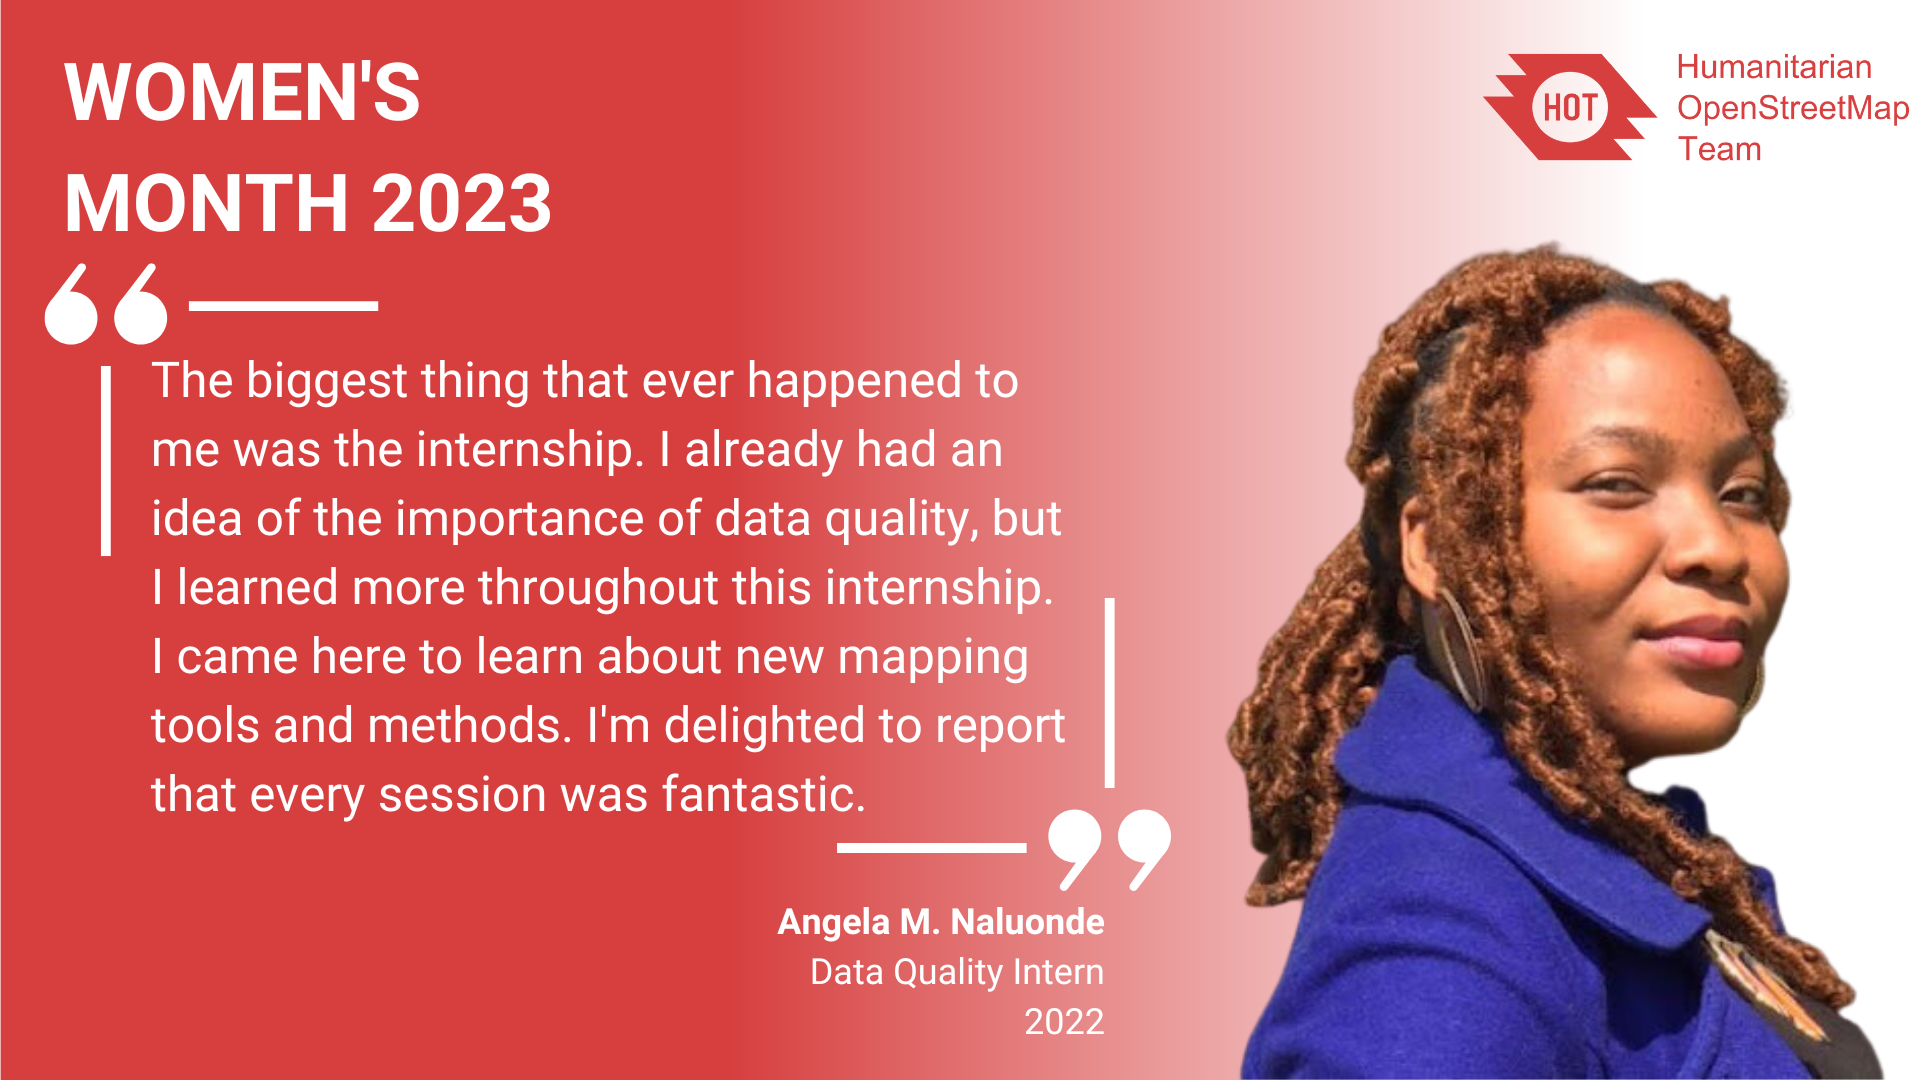 WOMEN'S
MONTH 2023
HOT
Humanitarian
OpenStreetMap
Team
“
The biggest thing that ever happened to
me was the internship. I already had an
idea of the importance of data quality, but
I learned more throughout this internship.
I came here to learn about new mapping
tools and methods. I'm delighted to report
that every session was fantastic.
”
Angela M. Naluonde
Data Quality Intern
2022